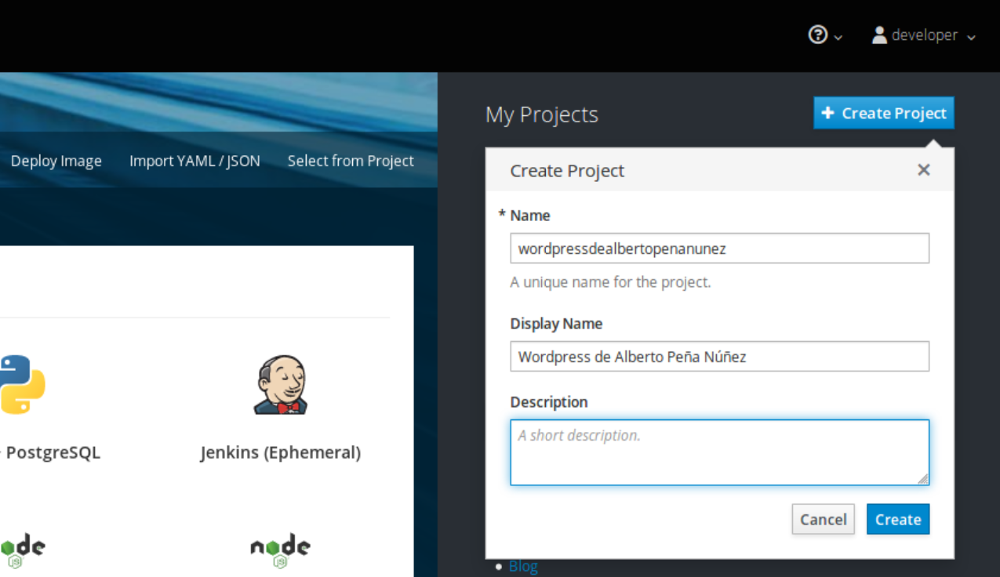 developer
My Projects
Create Project
Deploy Image Import YAML / JSON Select from Project
Create Project
* Name
wordpressdealbertopenanunez
A unique name for the project.
Display Name
Wordpress de Alberto Peña Núñez
Description
A short description.
PostgreSQL
Jenkins (Ephemeral)
Cancel Create
node
JS
node
JS
Blog